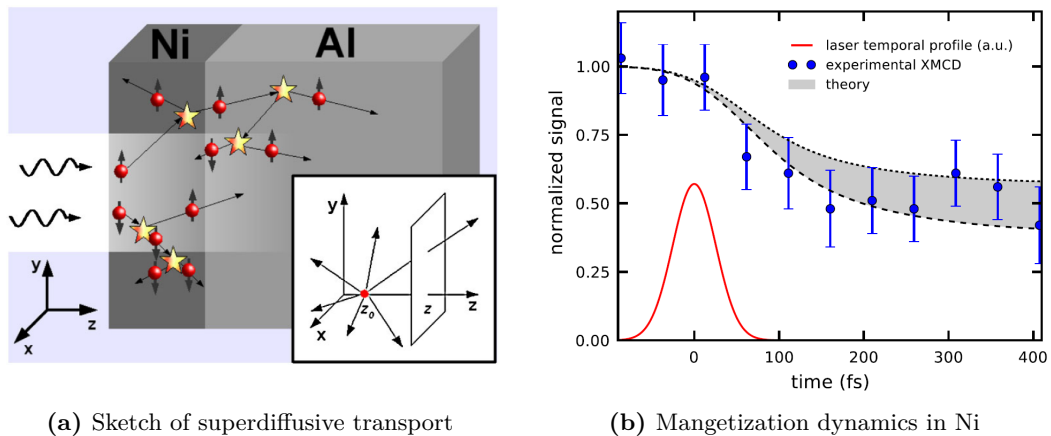 Ni Al
y
z
x
y
x
z₀
z
z
normalized signal
1.00
0.75
0.50
0.25
0.00
laser temporal profile (a.u.)
experimental XMCD
theory
0 100 200 300 400
time (fs)
(a) Sketch of superdiffusive transport
(b) Mangetization dynamics in Ni